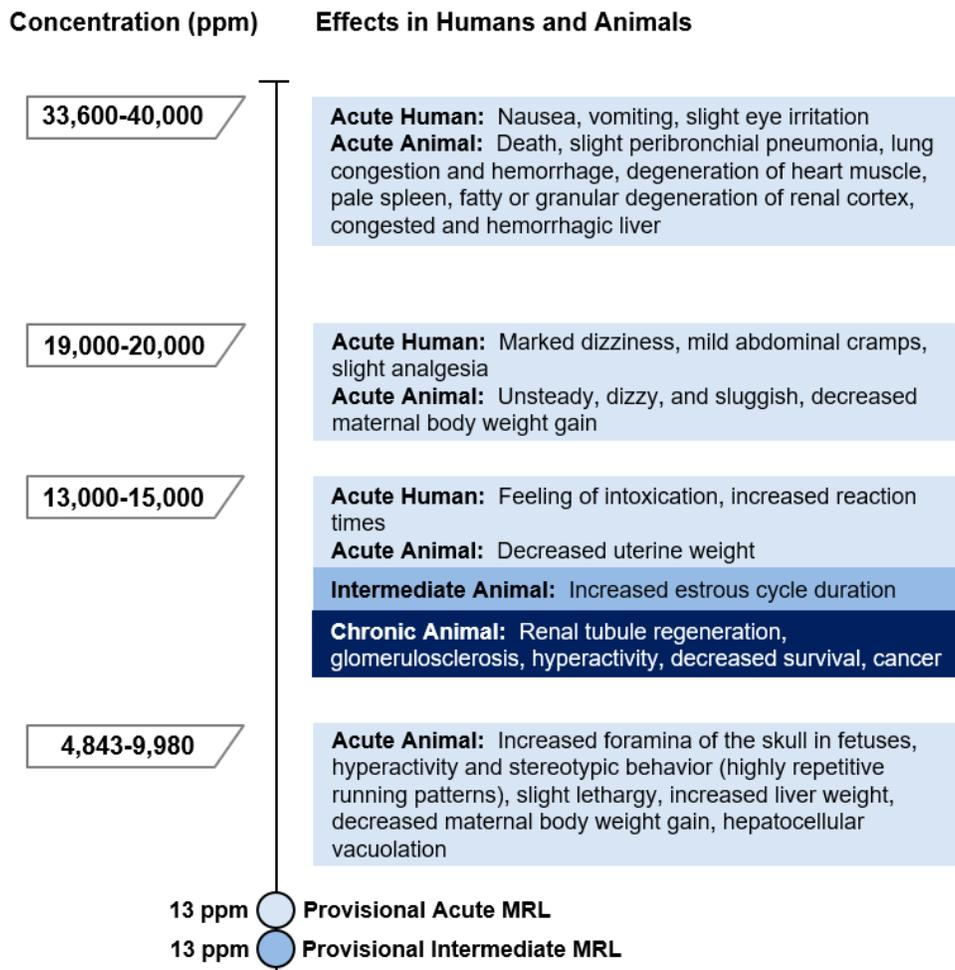 Concentration (ppm) Effects in Humans and Animals
33,600-40,000
Acute Human: Nausea, vomiting, slight eye irritation
Acute Animal: Death, slight peribronchial pneumonia, lung
congestion and hemorrhage, degeneration of heart muscle,
pale spleen, fatty or granular degeneration of renal cortex,
congested and hemorrhagic liver
19,000-20,000
Acute Human: Marked dizziness, mild abdominal cramps,
slight analgesia
Acute Animal: Unsteady, dizzy, and sluggish, decreased
maternal body weight gain
13,000-15,000
Acute Human: Feeling of intoxication, increased reaction
times
Acute Animal: Decreased uterine weight
Intermediate Animal: Increased estrous cycle duration
Chronic Animal: Renal tubule regeneration,
glomerulosclerosis, hyperactivity, decreased survival, cancer
4,843-9,980
Acute Animal: Increased foramina of the skull in fetuses,
hyperactivity and stereotypic behavior (highly repetitive
running patterns), slight lethargy, increased liver weight,
decreased maternal body weight gain, hepatocellular
vacuolation
13 ppm Provisional Acute MRL
13 ppm Provisional Intermediate MRL